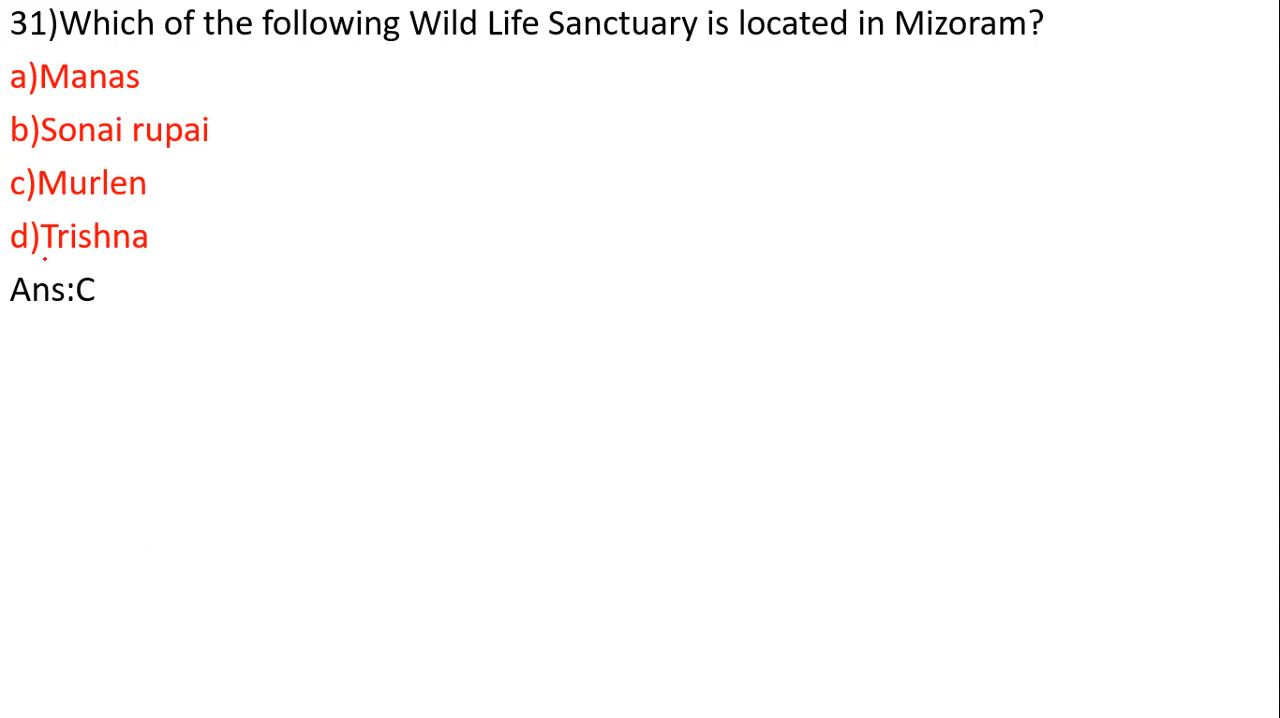 31)Which of the following Wild Life Sanctuary is located in Mizoram?
a)Manas
b)Sonai rupai
c)Murlen
d)Trishna
Ans:C